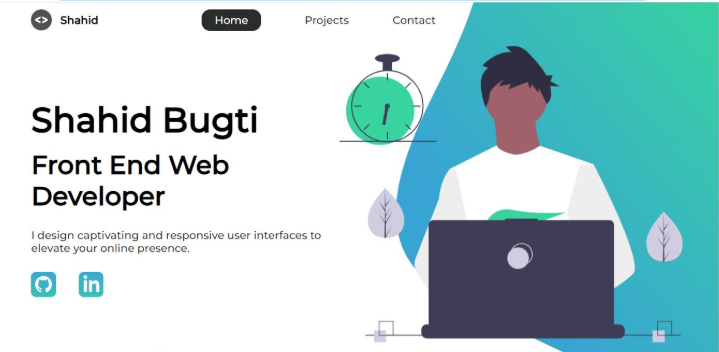 Shahid
Home
Projects
Contact
Shahid Bugti
Front End Web
Developer
I design captivating and responsive user interfaces to
elevate your online presence.
in